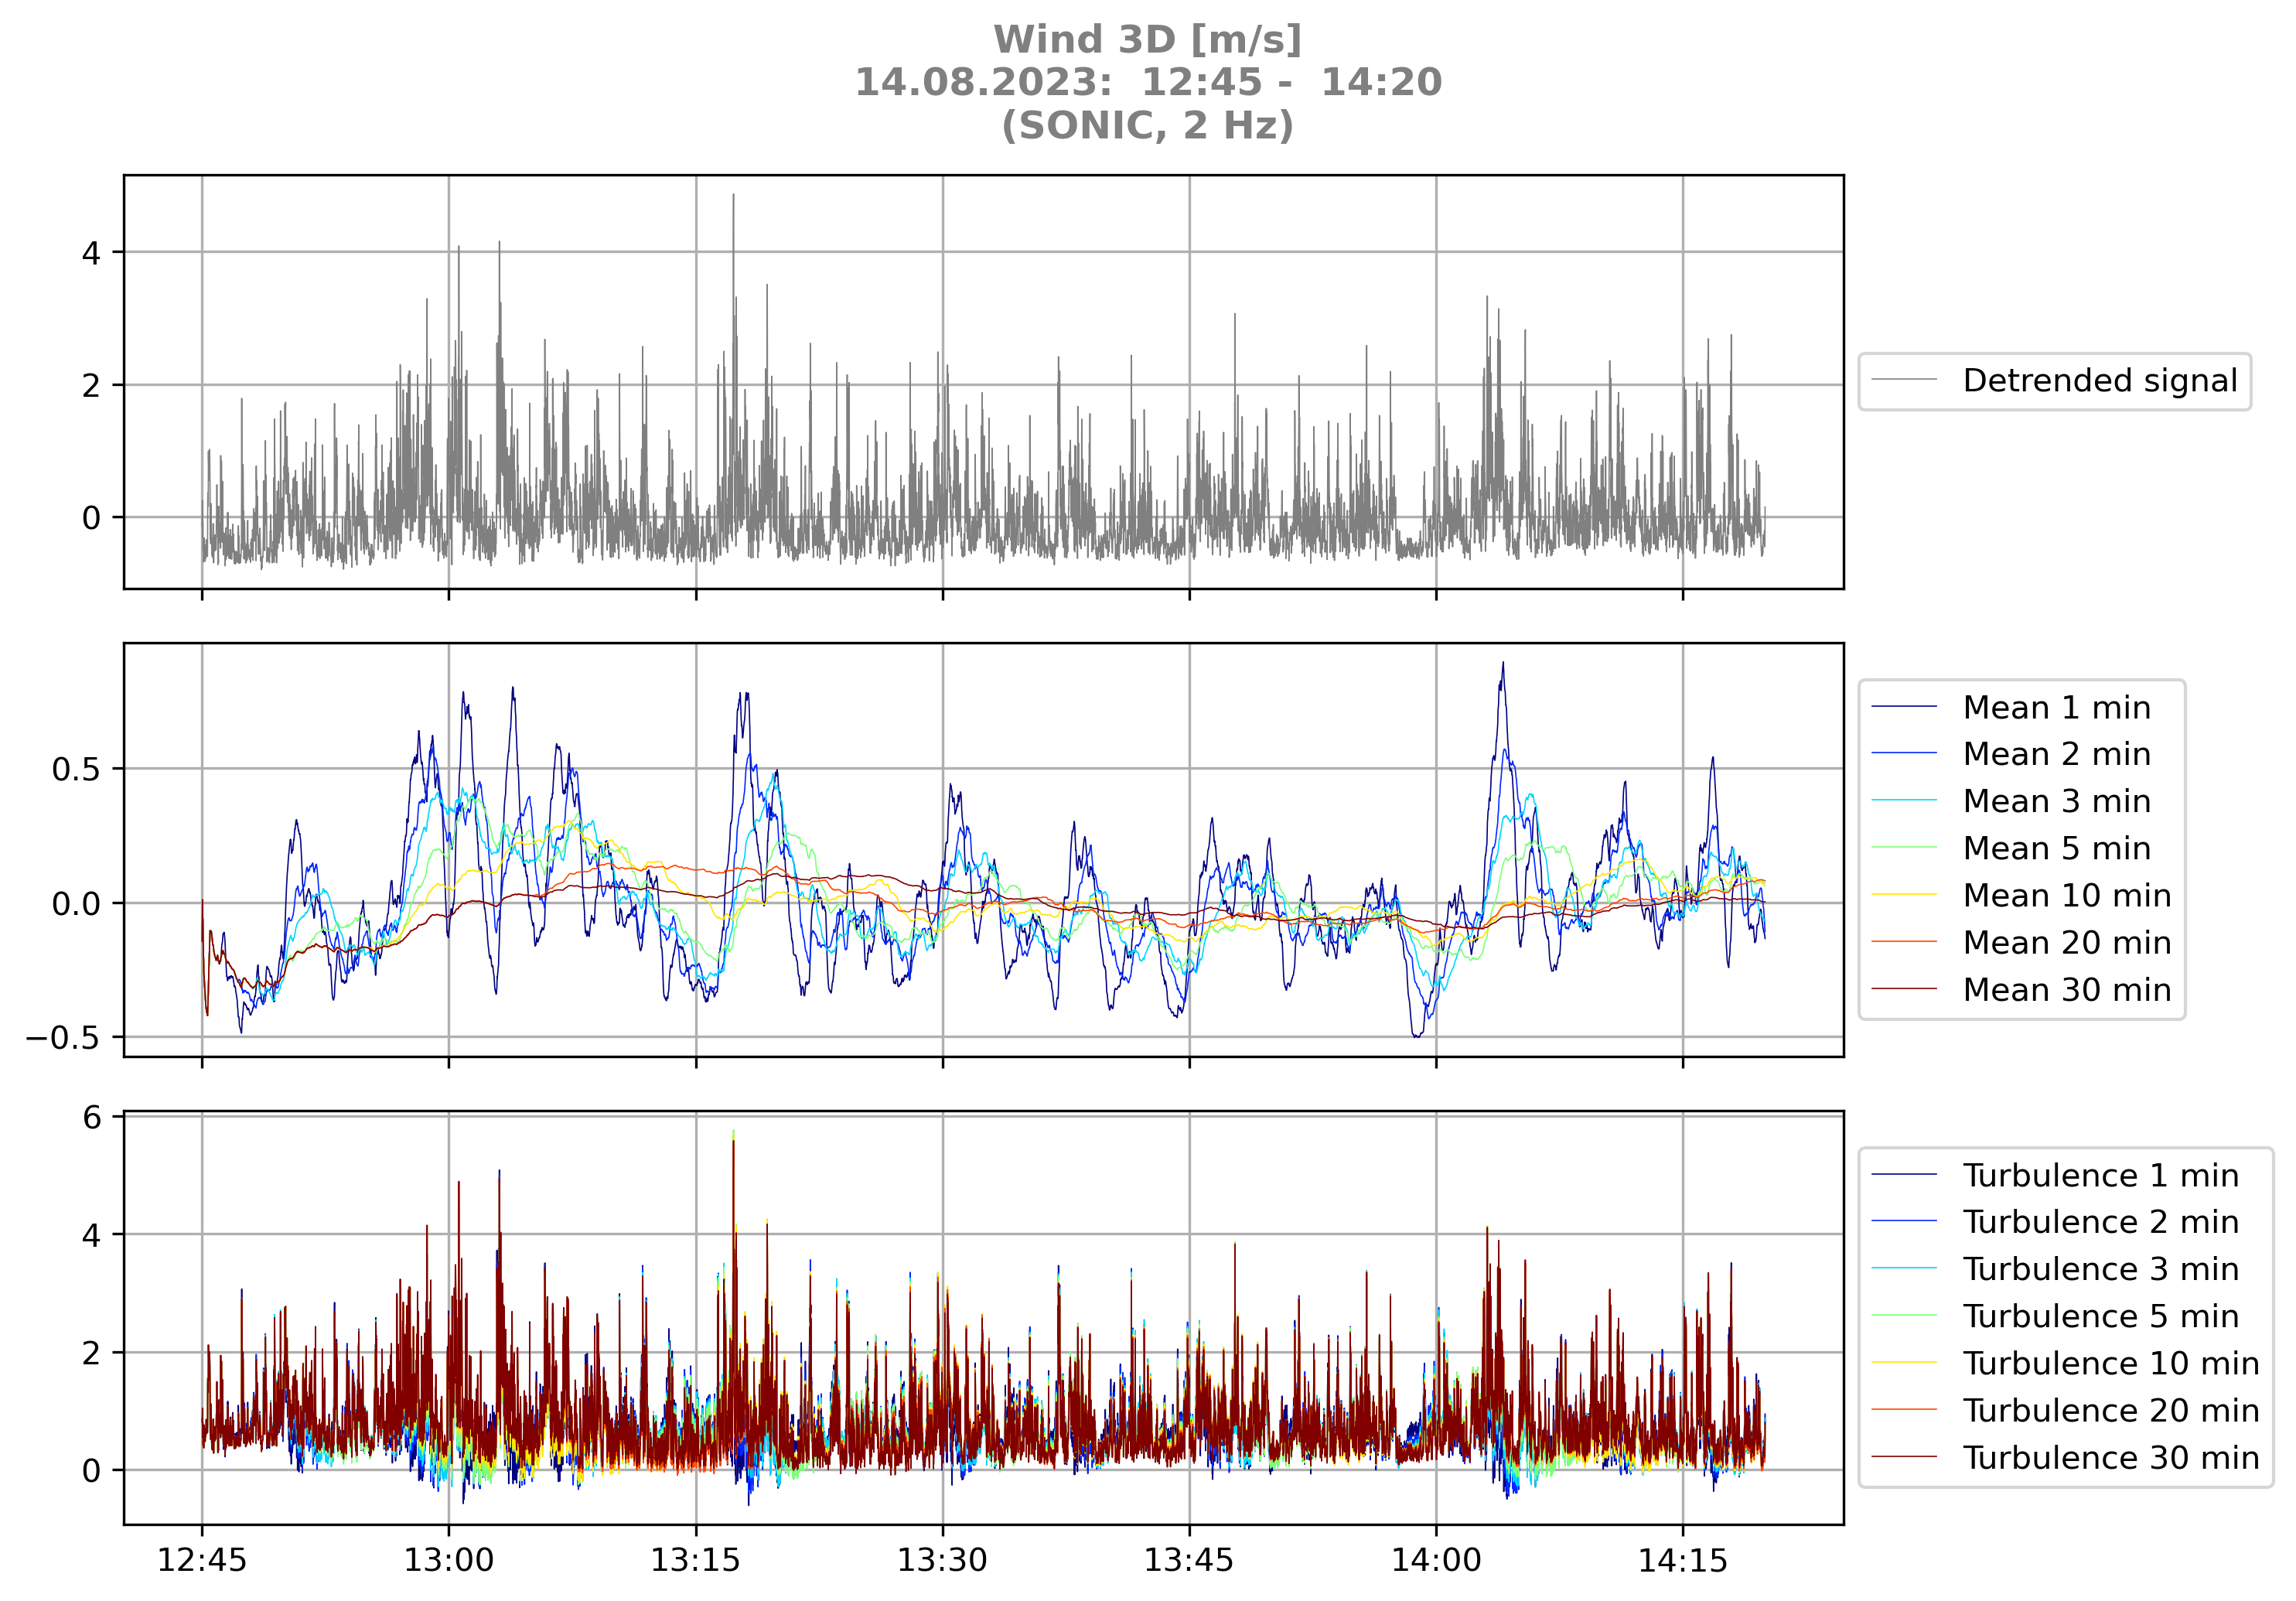 Wind 3D [m/s]
14.08.2023:  12:45 -  14:20
(SONIC, 2 Hz)
4
2
0
Detrended signal
0.5
0.0
−0.5
Mean 1 min
Mean 2 min
Mean 3 min
Mean 5 min
Mean 10 min
Mean 20 min
Mean 30 min
6
4
2
0
Turbulence 1 min
Turbulence 2 min
Turbulence 3 min
Turbulence 5 min
Turbulence 10 min
Turbulence 20 min
Turbulence 30 min
12:45 13:00 13:15 13:30 13:45 14:00 14:15